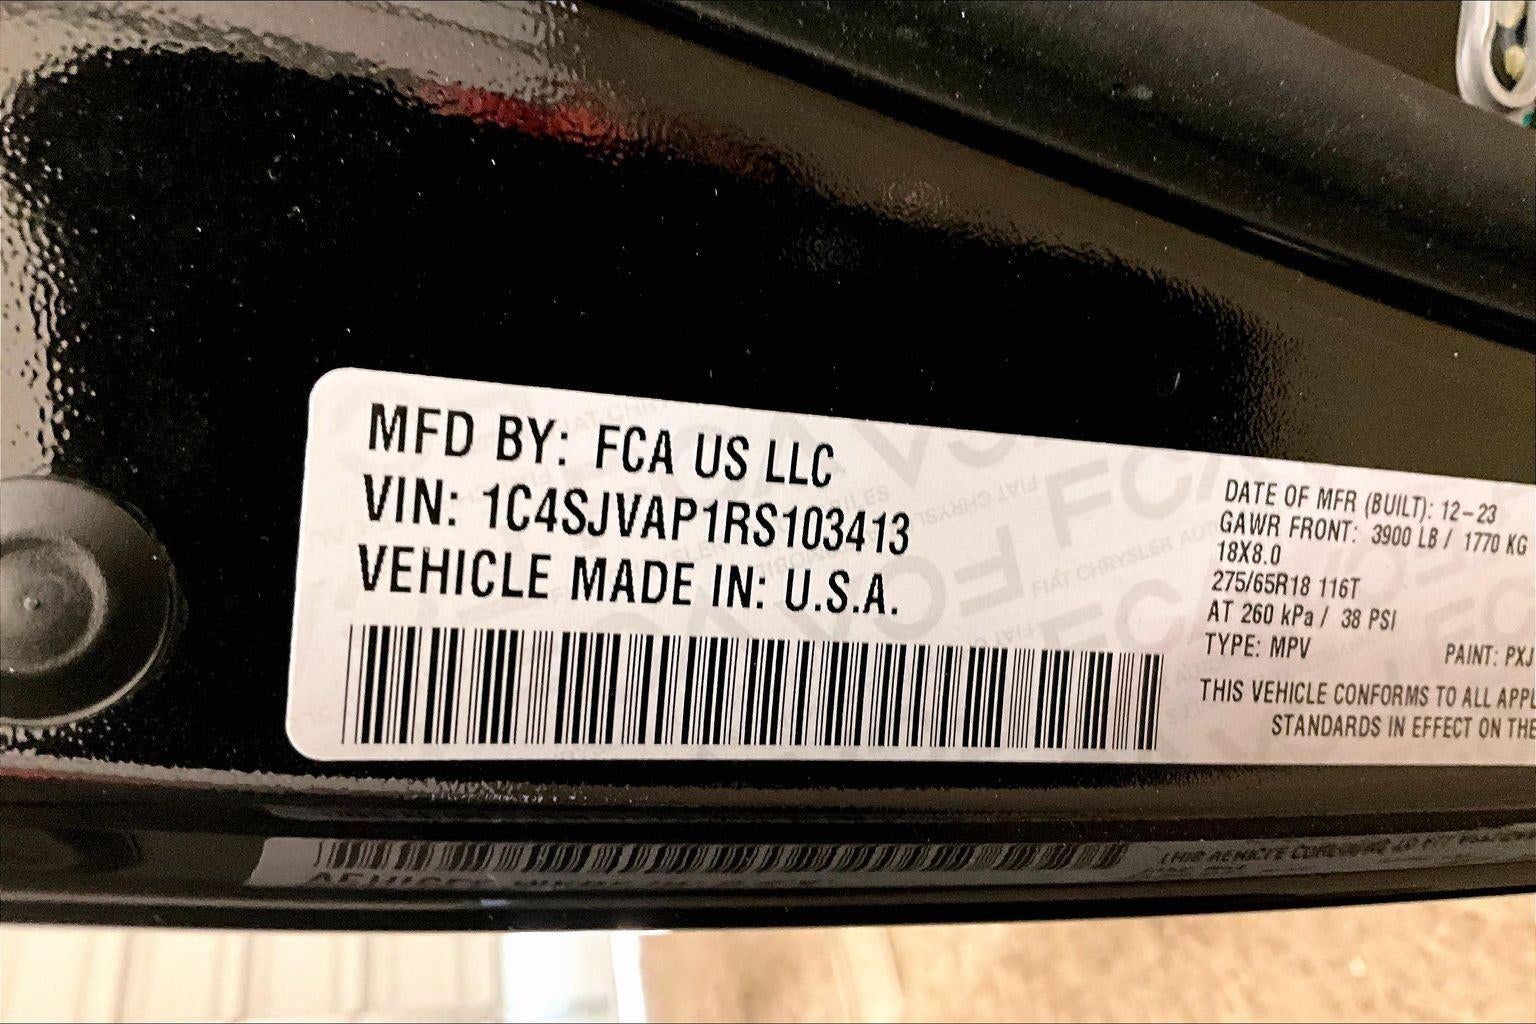 MFD BY: FCA US LLC
VIN: 1C4SJVAP1RS103413
VEHICLE MADE IN: U.S.A.
DATE OF MFR (BUILT): 12-23
GAWR FRONT: 3900 LB / 1770 KG
18X8.0
275/65R18 116T
AT 260 kPa / 38 PSI
TYPE: MPV PAINT: PXJ
THIS VEHICLE CONFORMS TO ALL APPL
STANDARDS IN EFFECT ON THE